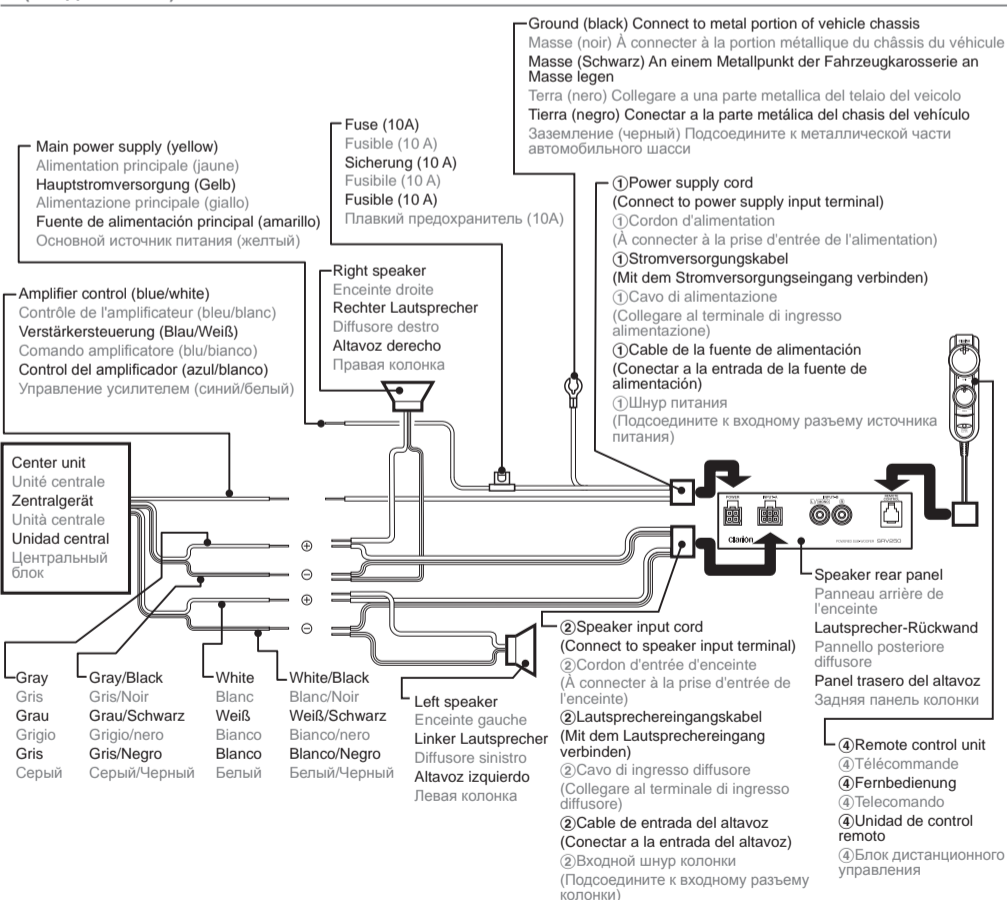 Ground (black) Connect to metal portion of vehicle chassis
Masse (noir) À connecter à la portion métallique du châssis du véhicule
Masse (Schwarz) An einem Metallpunkt der Fahrzeugkarosserie an
Masse legen
Terra (nero) Collegare a una parte metallica del telaio del veicolo
Tierra (negro) Conectar a la parte metálica del chasis del vehículo
Заземление (черный) Подсоедините к металлической части
автомобильного шасси
Fuse (10A)
Fusible (10 A)
Sicherung (10 A)
Fusibile (10 A)
Fusible (10 A)
Плавкий предохранитель (10A)
Main power supply (yellow)
Alimentation principale (jaune)
Hauptstromversorgung (Gelb)
Alimentazione principale (giallo)
Fuente de alimentación principal (amarillo)
Основной источник питания (желтый)
①Power supply cord
(Connect to power supply input terminal)
①Cordon d'alimentation
(À connecter à la prise d'entrée de l'alimentation)
①Stromversorgungskabel
(Mit dem Stromversorgungseingang verbinden)
①Cavo di alimentazione
(Collegare al terminale di ingresso
alimentazione)
①Cable de la fuente de alimentación
(Conectar a la entrada de la fuente de
alimentación)
①Шнур питания
(Подсоедините к входному разъему источника
питания)
Right speaker
Enceinte droite
Rechter Lautsprecher
Diffusore destro
Altavoz derecho
Правая колонка
Amplifier control (blue/white)
Contrôle de l'amplificateur (bleu/blanc)
Verstärkersteuerung (Blau/Weiß)
Comando amplificatore (blu/bianco)
Control del amplificador (azul/blanco)
Управление усилителем (синий/белый)
Center unit
Unité centrale
Zentralgerät
Unità centrale
Unidad central
Центральный
блок
⊕
⊖
⊕
⊖
POWER
REMOTE CONTROL
Clarion
POWERED SUB-WOOFER SRV250
Speaker rear panel
Panneau arrière de
l'enceinte
Lautsprecher-Rückwand
Pannello posteriore
diffusore
Panel trasero del altavoz
Задняя панель колонки
②Speaker input cord
(Connect to speaker input terminal)
②Cordon d'entrée d'enceinte
(À connecter à la prise d'entrée de
l'enceinte)
②Lautsprechereingangskabel
(Mit dem Lautsprechereingang
verbinden)
②Cavo di ingresso diffusore
(Collegare al terminale di ingresso
diffusore)
②Cable de entrada del altavoz
(Conectar a la entrada del altavoz)
②Входной шнур колонки
(Подсоедините к входному разъему
колонки)
Gray
Gris
Grau
Grigio
Gris
Серый
Gray/Black
Gris/Noir
Grau/Schwarz
Grigio/nero
Gris/Negro
Серый/Черный
White
Blanc
Weiß
Bianco
Blanco
Белый
White/Black
Blanc/Noir
Weiß/Schwarz
Bianco/nero
Blanco/Negro
Белый/Черный
Left speaker
Enceinte gauche
Linker Lautsprecher
Diffusore sinistro
Altavoz izquierdo
Левая колонка
④Remote control unit
④Télécommande
④Fernbedienung
④Telecomando
④Unidad de control
remoto
④Блок дистанционного
управления